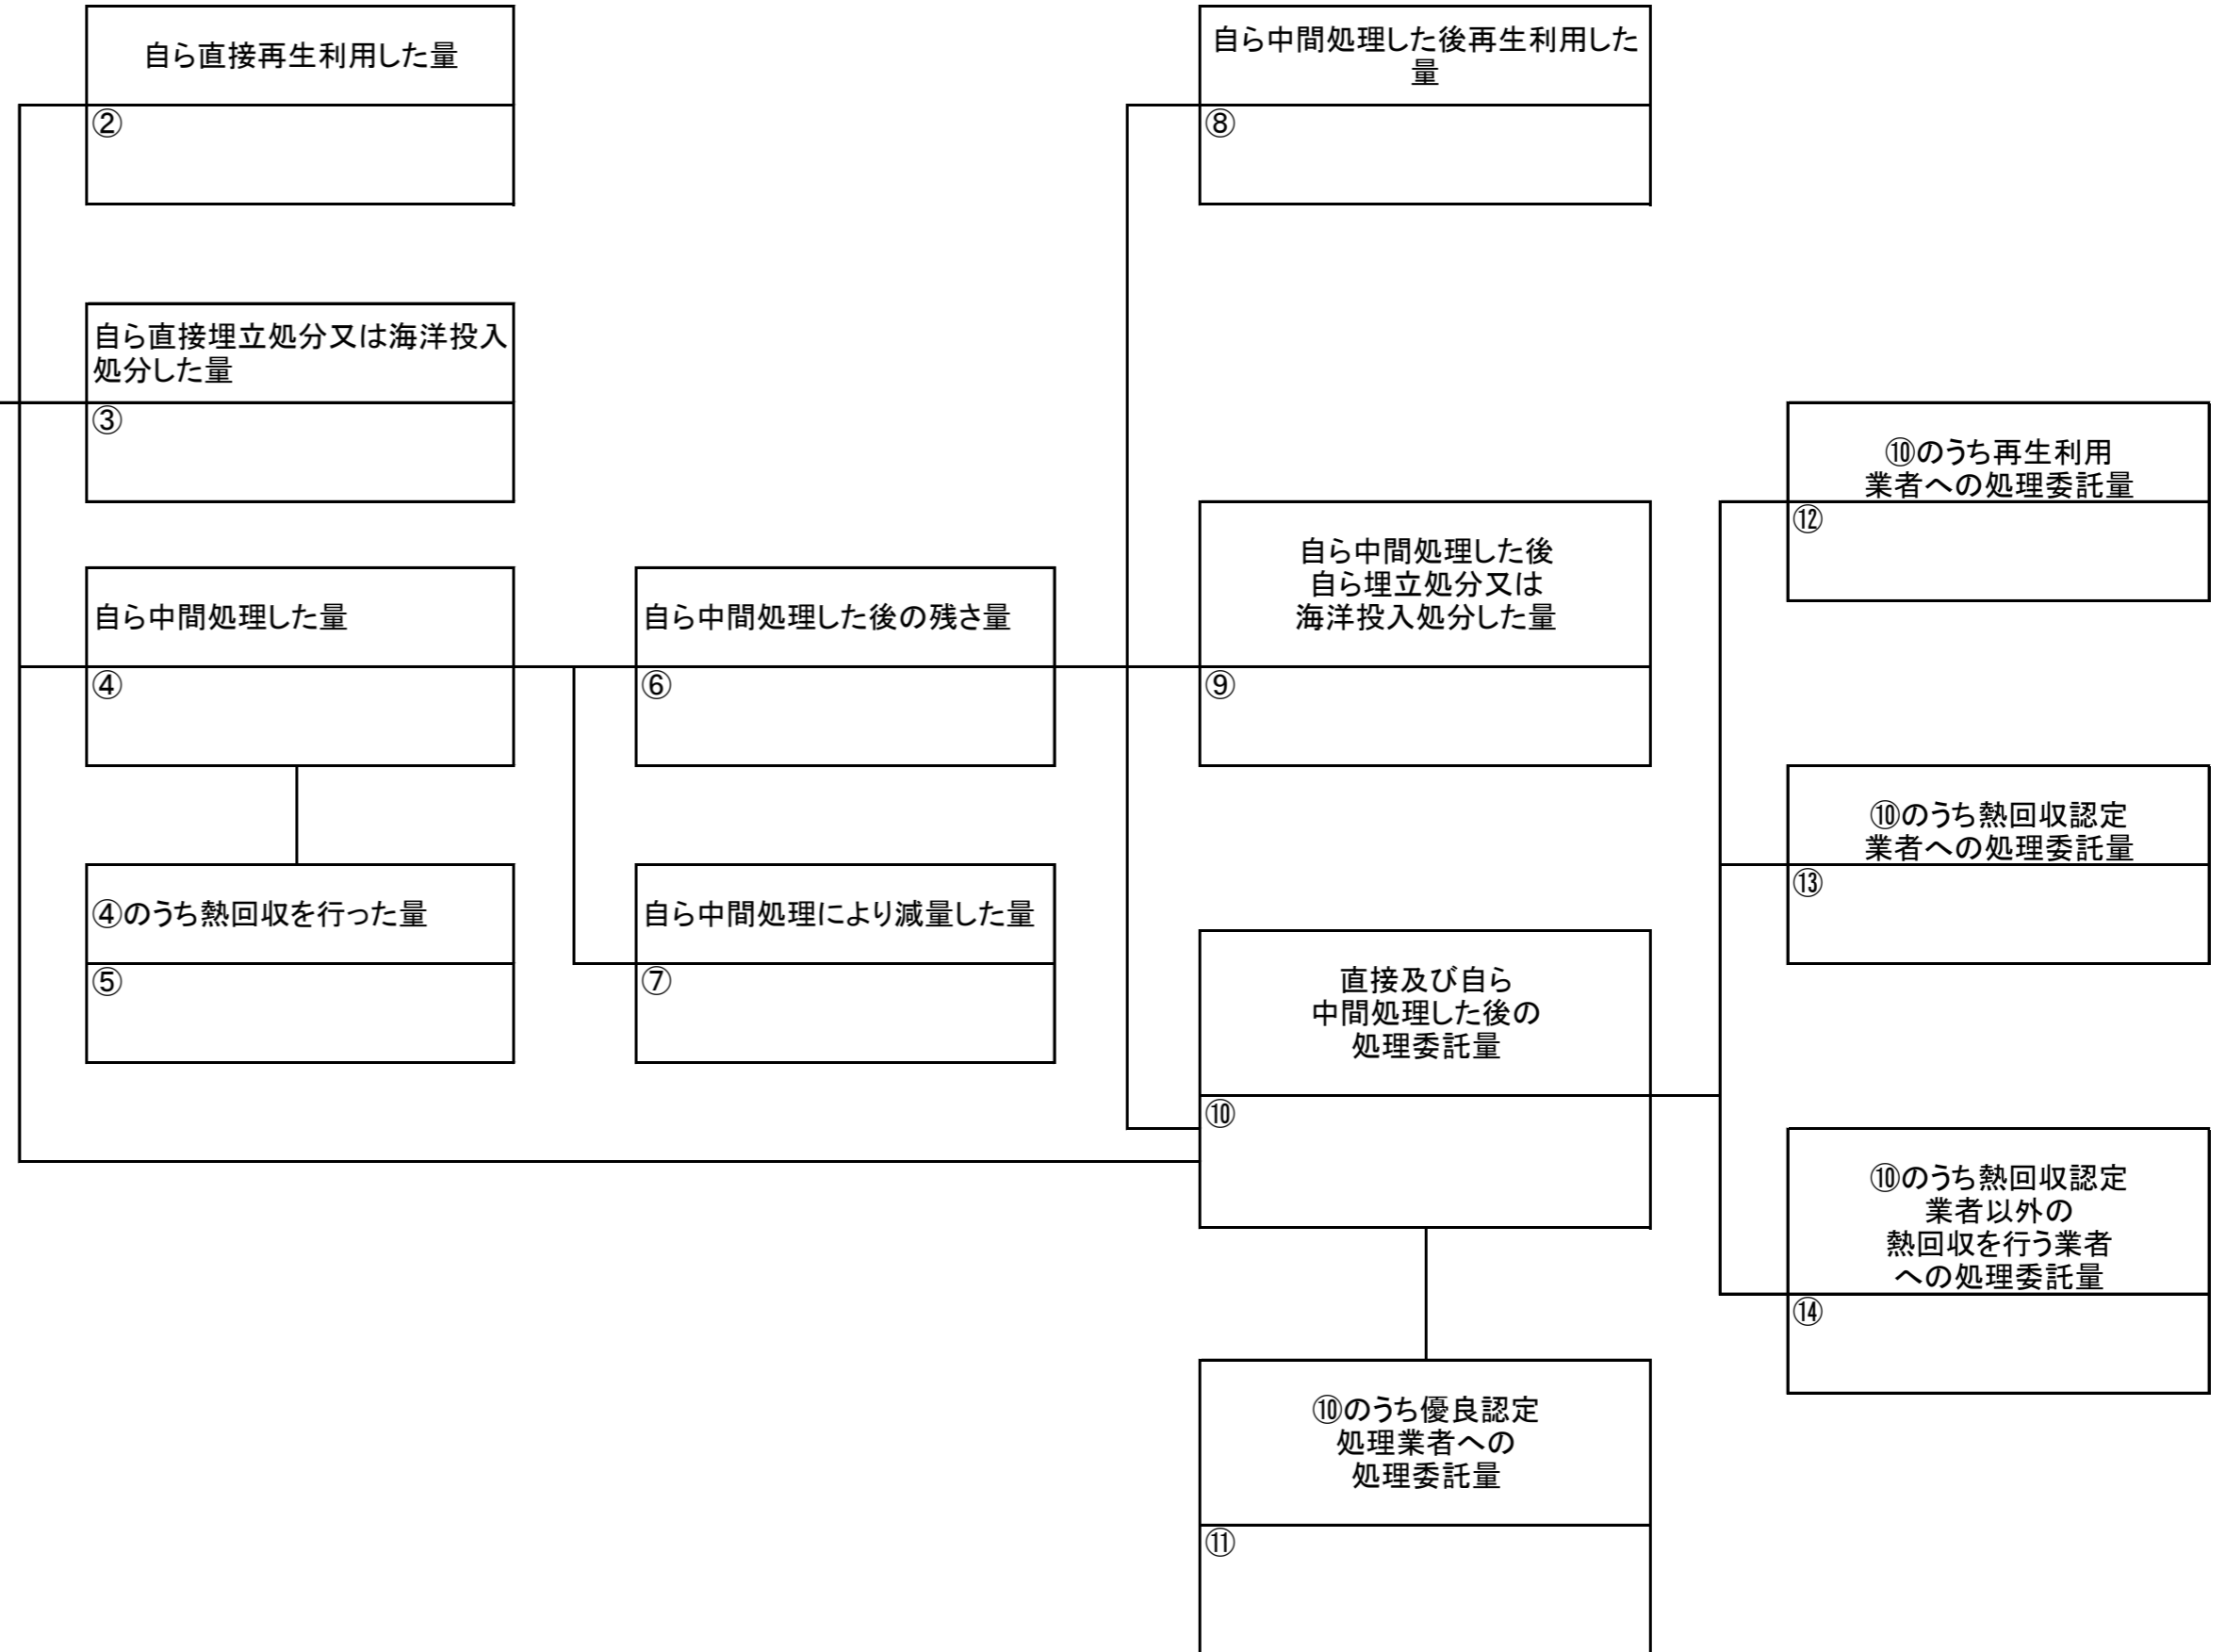 自ら直接再生利用した量
②
自ら直接埋立処分又は海洋投入
処分した量
③
自ら中間処理した量
④
④のうち熱回収を行った量
⑤
自ら中間処理した後の残さ量
⑥
自ら中間処理により減量した量
⑦
自ら中間処理した後再生利用した
量
⑧
自ら中間処理した後
自ら埋立処分又は
海洋投入処分した量
⑨
直接及び自ら
中間処理した後の
処理委託量
⑩
⑩のうち優良認定
処理業者への
処理委託量
⑪
⑩のうち再生利用
業者への処理委託量
⑫
⑩のうち熱回収認定
業者への処理委託量
⑬
⑩のうち熱回収認定
業者以外の
熱回収を行う業者
への処理委託量
⑭